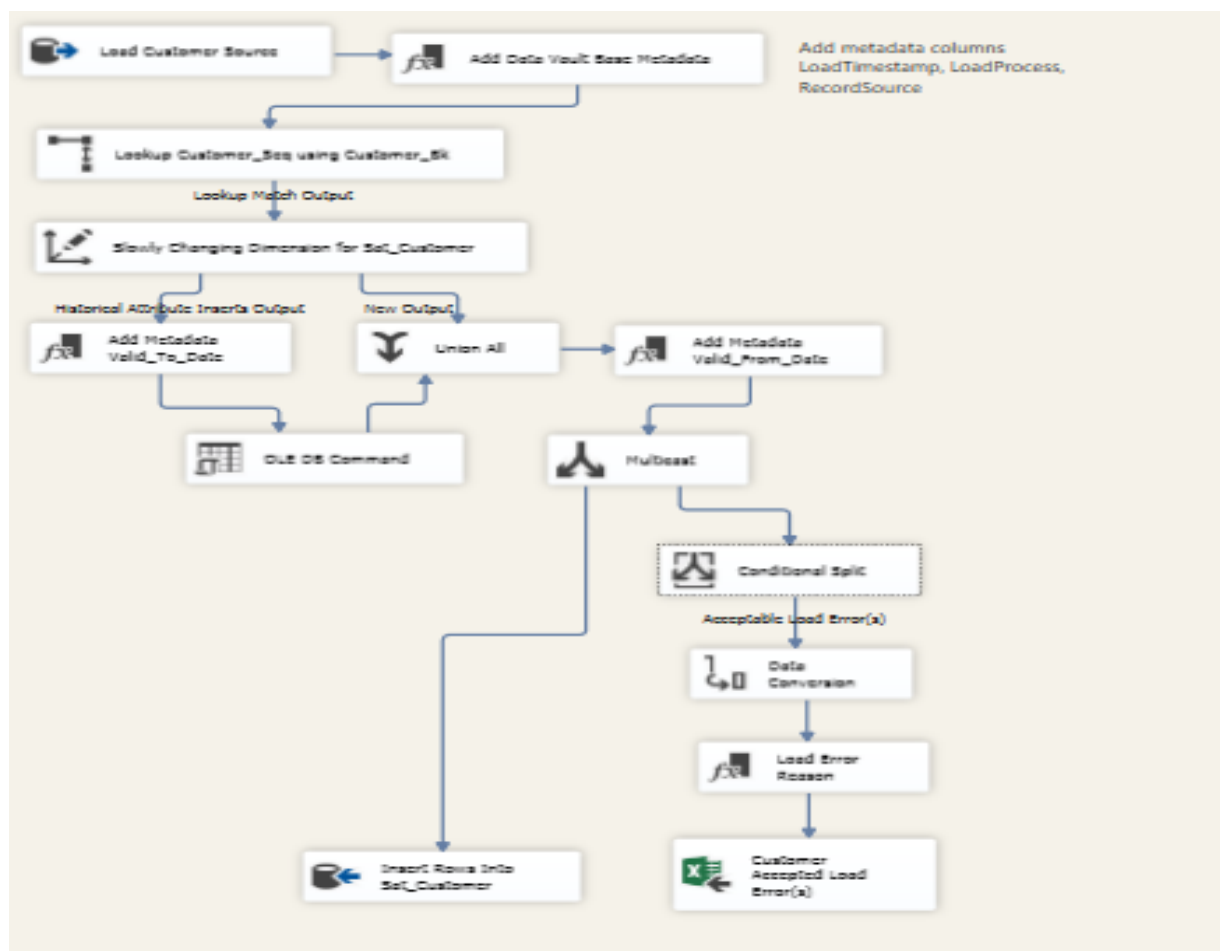 Load Customer Source
Add Data Vault Base Metadata
Add metadata columns
LoadTimestamp, LoadProcess,
RecordSource
Lookup Customer_Seq using Customer_Bk
Lookup Match Output
Slowly Changing Dimension for Sat_Customer
Historical Attribute Inserts Output
New Output
Add Metadata
Valid_To_Date
Union All
Add Metadata
Valid_From_Date
OLE DB Command
Multicast
Conditional Split
Acceptable Load Error(s)
Data
Conversion
Load Error
Reason
Insert Rows Into
Sat_Customer
Customer
Accepted Load
Error(s)